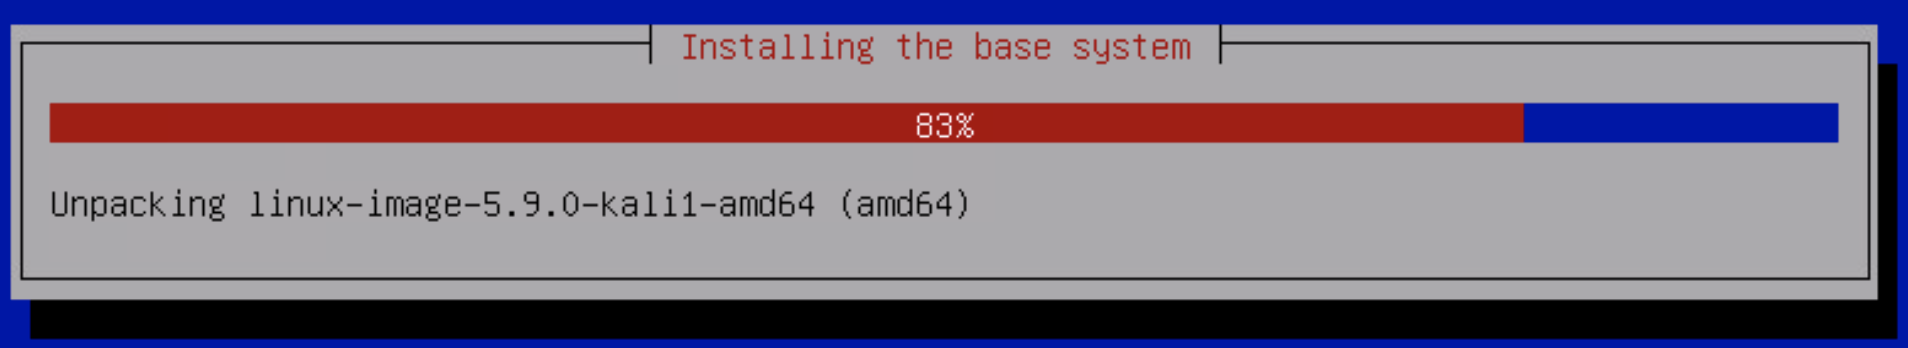 Installing the base system
83%
Unpacking linux-image-5.9.0-kali1-amd64 (amd64)